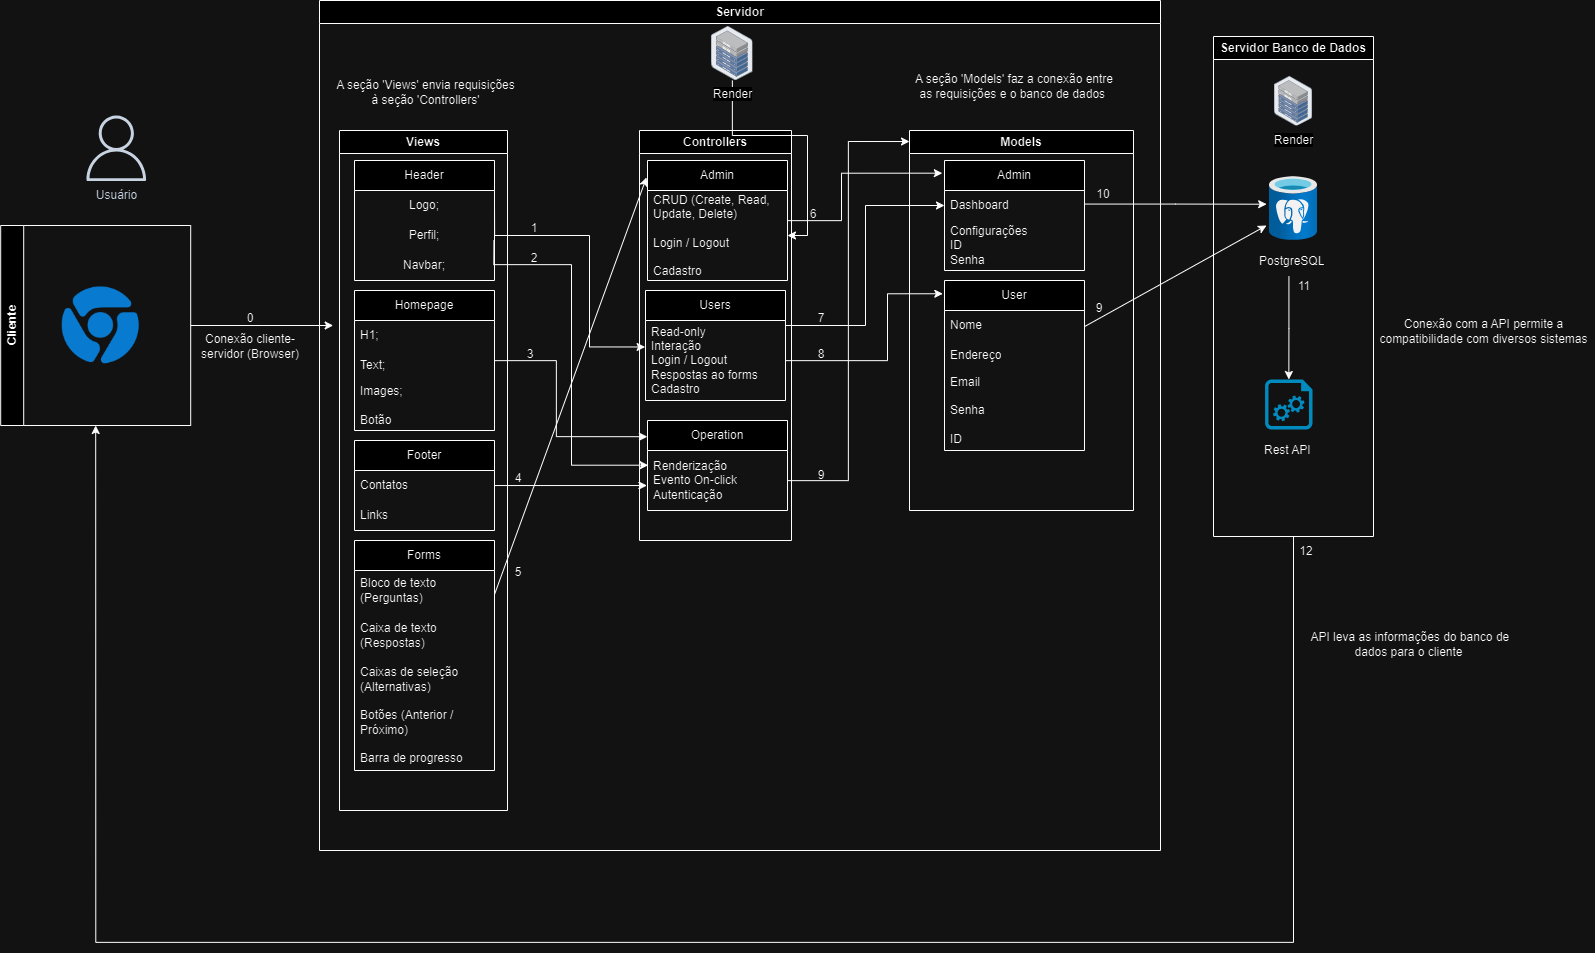 Servidor
Render
A seção 'Views' envia requisições
à seção 'Controllers'
A seção 'Models' faz a conexão entre
as requisições e o banco de dados
Servidor Banco de Dados
Render
PostgreSQL
11
Rest API
Conexão com a API permite a
compatibilidade com diversos sistemas
12
API leva as informações do banco de
dados para o cliente
Usuário
Cliente
0
Conexão cliente-
servidor (Browser)
Views
Header
Logo;
Perfil;
Navbar;
Homepage
H1;
Text;
Images;
Botão
Footer
Contatos
Links
Forms
Bloco de texto
(Perguntas)
Caixa de texto
(Respostas)
Caixas de seleção
(Alternativas)
Botões (Anterior /
Próximo)
Barra de progresso
1
2
3
4
5
Controllers
Admin
CRUD (Create, Read,
Update, Delete)
Login / Logout
Cadastro
Users
Read-only
Interação
Login / Logout
Respostas ao forms
Cadastro
Operation
Renderização
Evento On-click
Autenticação
6
7
8
9
Models
Admin
Dashboard
Configurações
ID
Senha
User
Nome
Endereço
Email
Senha
ID
10
9